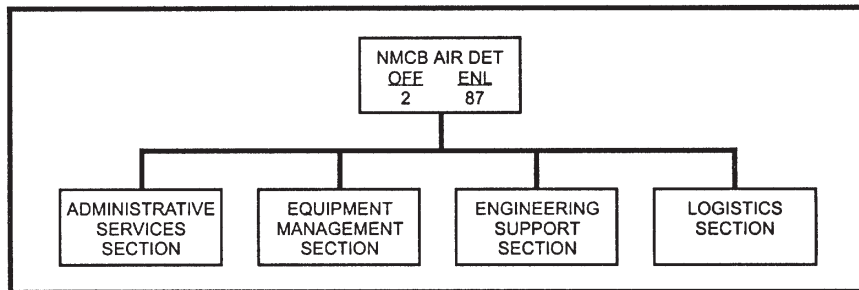 NMCB AIR DET
OFF ENL
2 87
ADMINISTRATIVE
SERVICES
SECTION
EQUIPMENT
MANAGEMENT
SECTION
ENGINEERING
SUPPORT
SECTION
LOGISTICS
SECTION